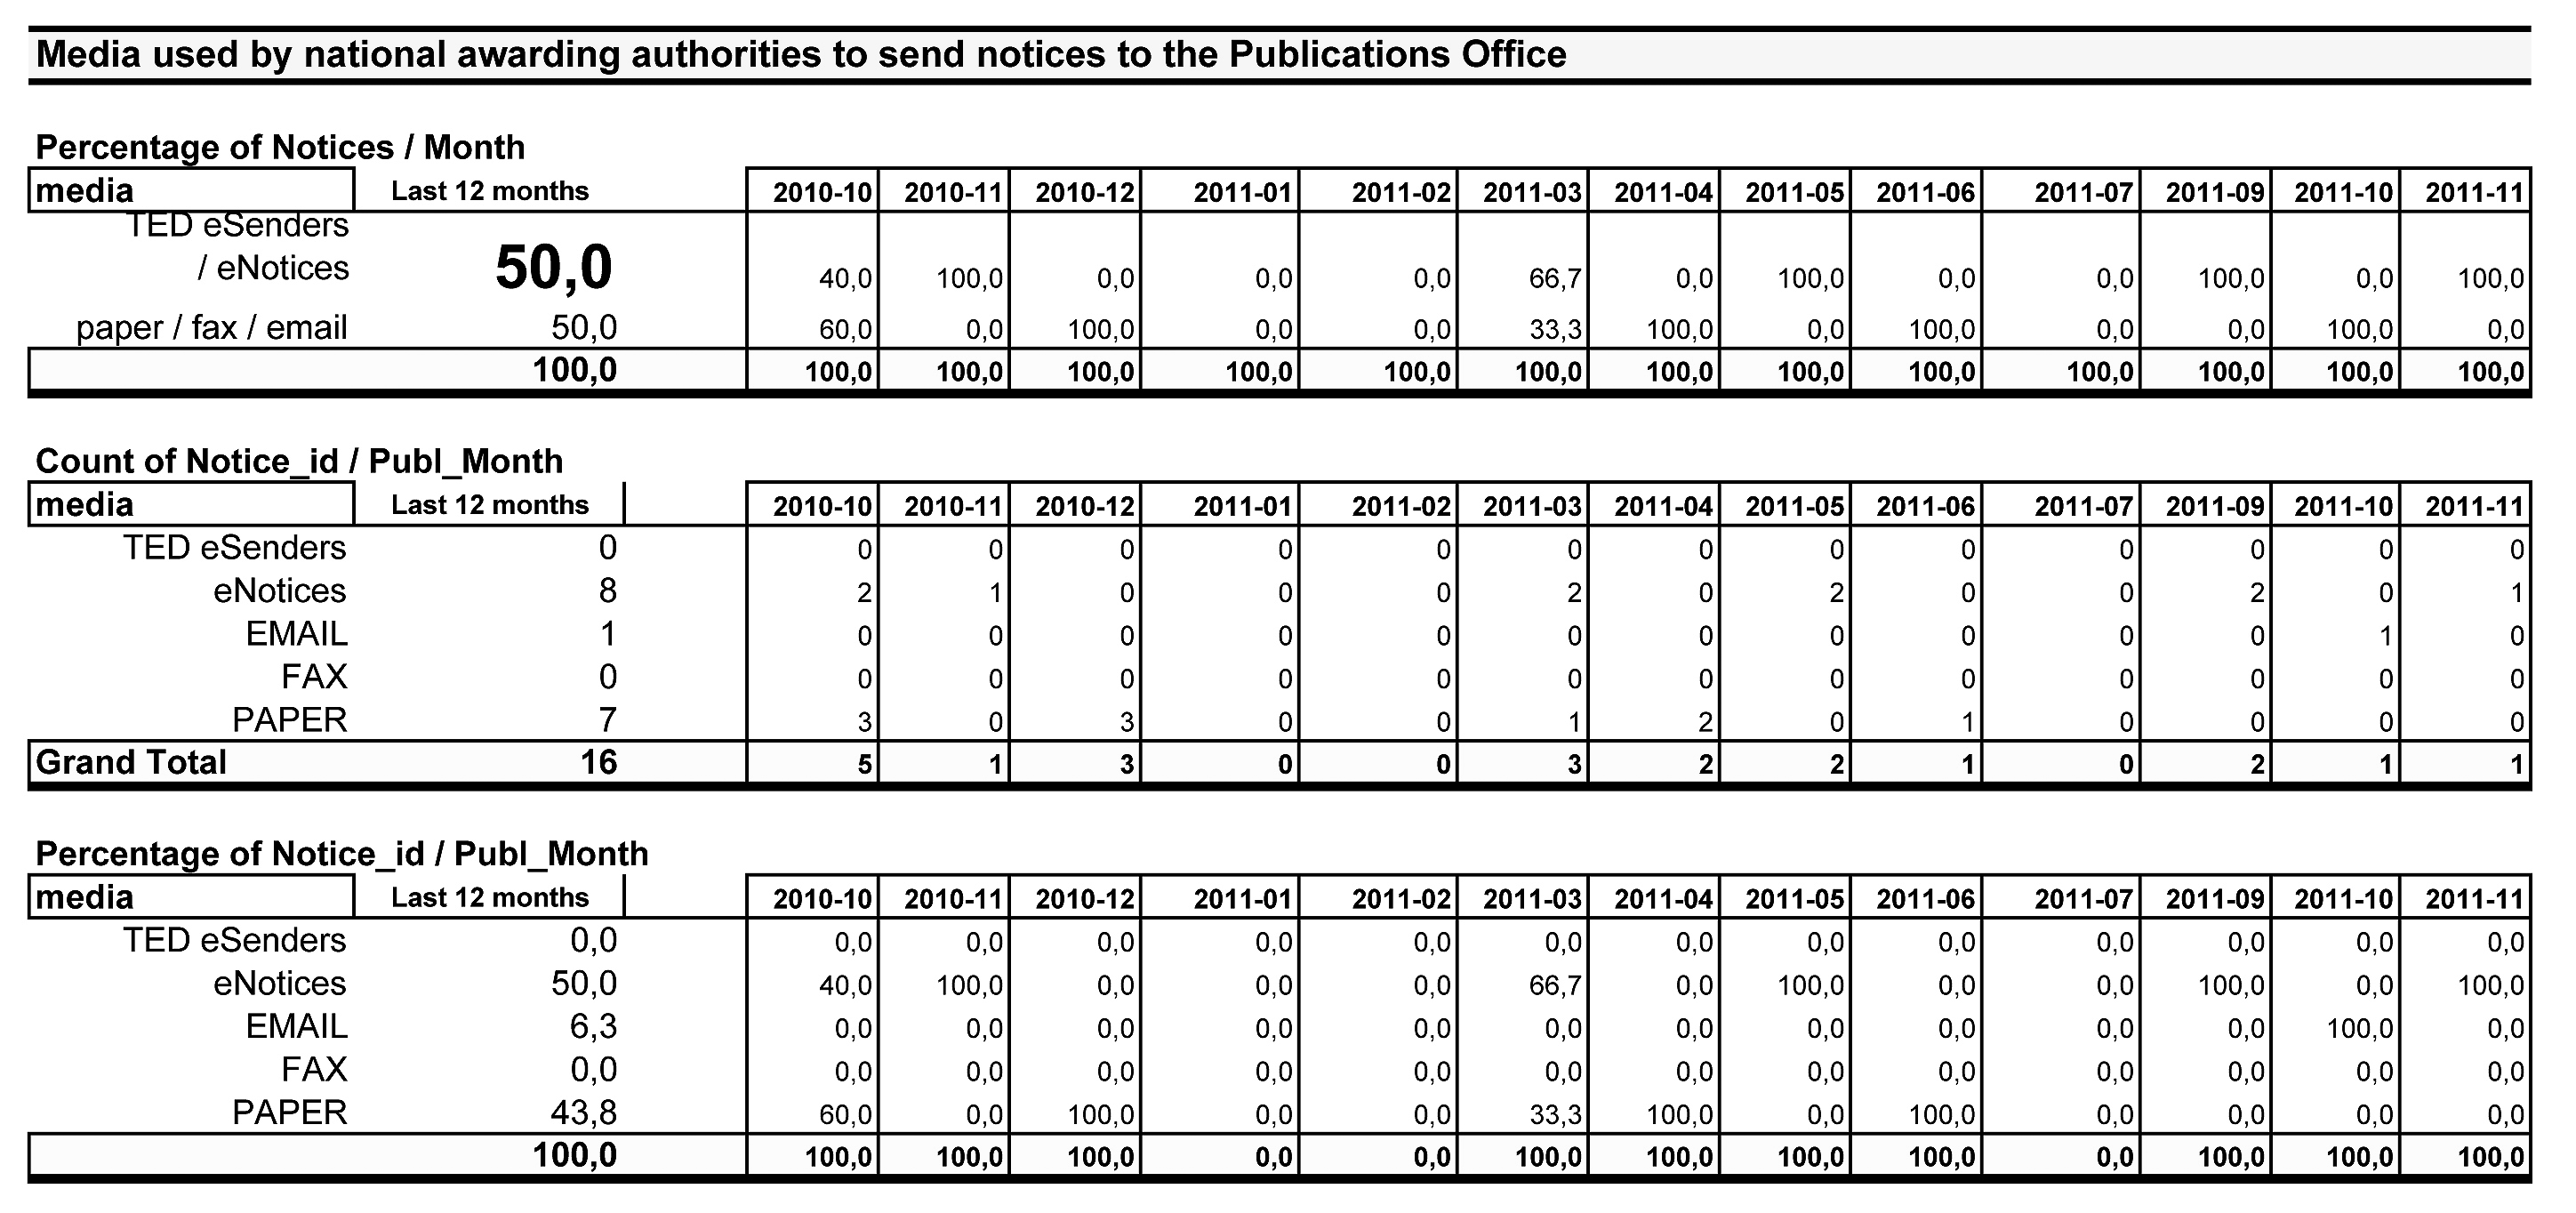 Media used by national awarding authorities to send notices to the Publications Office
Percentage of Notices / Month
media Last 12 months 2010-10 2010-11 2010-12 2011-01 2011-02 2011-03 2011-04 2011-05 2011-06 2011-07 2011-09 2011-10 2011-11
TED eSenders
/ eNotices 50,0 40,0 100,0 0,0 0,0 0,0 66,7 0,0 100,0 0,0 0,0 100,0 0,0 100,0
paper / fax / email 50,0 60,0 0,0 100,0 0,0 0,0 33,3 100,0 0,0 100,0 0,0 0,0 100,0 0,0
100,0 100,0 100,0 100,0 100,0 100,0 100,0 100,0 100,0 100,0 100,0 100,0 100,0 100,0
Count of Notice_id / Publ_Month
media Last 12 months 2010-10 2010-11 2010-12 2011-01 2011-02 2011-03 2011-04 2011-05 2011-06 2011-07 2011-09 2011-10 2011-11
TED eSenders 0 0 0 0 0 0 0 0 0 0 0 0 0 0
eNotices 8 2 1 0 0 0 2 0 2 0 0 2 0 1
EMAIL 1 0 0 0 0 0 0 0 0 0 0 0 1 0
FAX 0 0 0 0 0 0 0 0 0 0 0 0 0 0
PAPER 7 3 0 3 0 0 1 2 0 1 0 0 0 0
Grand Total 16 5 1 3 0 0 3 2 2 1 0 2 1 1
Percentage of Notice_id / Publ_Month
media Last 12 months 2010-10 2010-11 2010-12 2011-01 2011-02 2011-03 2011-04 2011-05 2011-06 2011-07 2011-09 2011-10 2011-11
TED eSenders 0,0 0,0 0,0 0,0 0,0 0,0 0,0 0,0 0,0 0,0 0,0 0,0 0,0 0,0
eNotices 50,0 40,0 100,0 0,0 0,0 0,0 66,7 0,0 100,0 0,0 0,0 100,0 0,0 100,0
EMAIL 6,3 0,0 0,0 0,0 0,0 0,0 0,0 0,0 0,0 0,0 0,0 0,0 100,0 0,0
FAX 0,0 0,0 0,0 0,0 0,0 0,0 0,0 0,0 0,0 0,0 0,0 0,0 0,0 0,0
PAPER 43,8 60,0 0,0 100,0 0,0 0,0 33,3 100,0 0,0 100,0 0,0 0,0 0,0 0,0
100,0 100,0 100,0 100,0 0,0 0,0 100,0 100,0 100,0 100,0 0,0 100,0 100,0 100,0